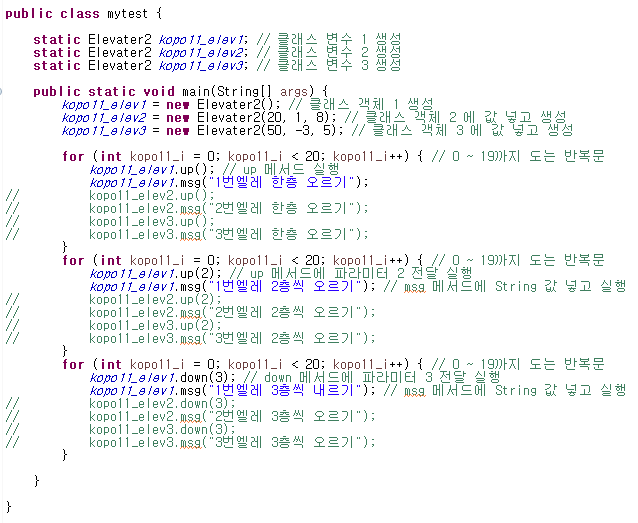 public class mytest {
static Elevater2 kopo11_elev1; // 클래스 변수 1 생성
static Elevater2 kopo11_elev2; // 클래스 변수 2 생성
static Elevater2 kopo11_elev3; // 클래스 변수 3 생성
public static void main(String[] args) {
kopo11_elev1 = new Elevater2(); // 클래스 객체 1 생성
kopo11_elev2 = new Elevater2(20, 1, 8); // 클래스 객체 2 에 값 넣고 생성
kopo11_elev3 = new Elevater2(50, -3, 5); // 클래스 객체 3 에 값 넣고 생성
for (int kopo11_i = 0; kopo11_i < 20; kopo11_i++) { // 0 ~ 19까지 도는 반복문
kopo11_elev1.up(); // up 메서드 실행
kopo11_elev1.msg("1번엘레 한층 오르기");
// kopo11_elev2.up();
// kopo11_elev2.msg("2번엘레 한층 오르기");
// kopo11_elev3.up();
// kopo11_elev3.msg("3번엘레 한층 오르기");
}
for (int kopo11_i = 0; kopo11_i < 20; kopo11_i++) { // 0 ~ 19까지 도는 반복문
kopo11_elev1.up(2); // up 메서드에 파라미터 2 전달 실행
kopo11_elev1.msg("1번엘레 2층씩 오르기"); // msg 메서드에 String 값 넣고 실행
// kopo11_elev2.up(2);
// kopo11_elev2.msg("2번엘레 2층씩 오르기");
// kopo11_elev3.up(2);
// kopo11_elev3.msg("3번엘레 2층씩 오르기");
}
for (int kopo11_i = 0; kopo11_i < 20; kopo11_i++) { // 0 ~ 19까지 도는 반복문
kopo11_elev1.down(3); // down 메서드에 파라미터 3 전달 실행
kopo11_elev1.msg("1번엘레 3층씩 내르기"); // msg 메서드에 String 값 넣고 실행
// kopo11_elev2.down(3);
// kopo11_elev2.msg("2번엘레 3층씩 오르기");
// kopo11_elev3.down(3);
// kopo11_elev3.msg("3번엘레 3층씩 오르기");
}
}
}